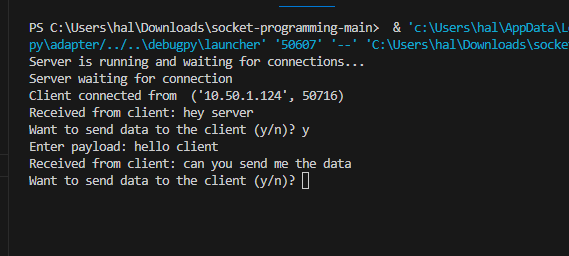 PS C:\Users\hal\Downloads\socket-programming-main>  & 'c:\Users\hal\AppData\L
py\adapter/../..\debugpy\launcher' '50607' '--' 'C:\Users\hal\Downloads\socke
Server is running and waiting for connections...
Server waiting for connection
Client connected from  ('10.50.1.124', 50716)
Received from client: hey server
Want to send data to the client (y/n)? y
Enter payload: hello client
Received from client: can you send me the data
Want to send data to the client (y/n)?